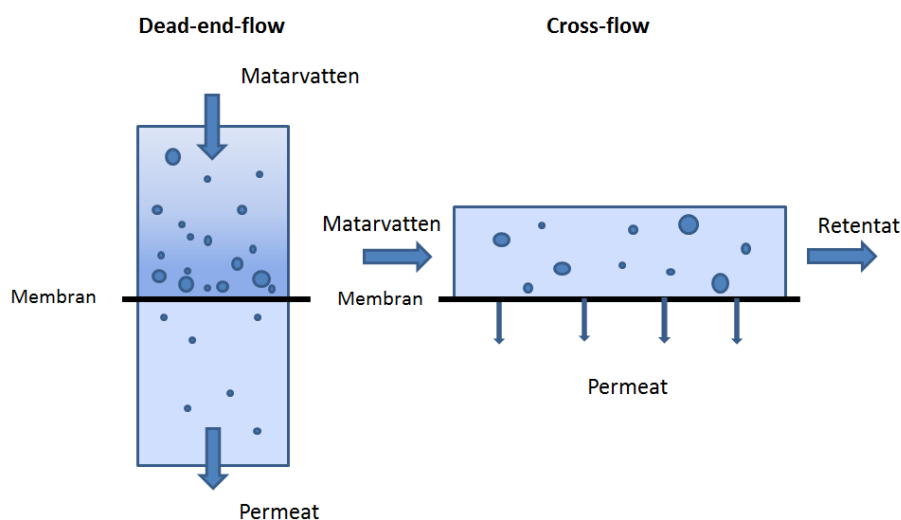 Dead-end-flow
Cross-flow
Matarvatten
Membran
Permeat
Matarvatten
Retentat
Membran
Permeat